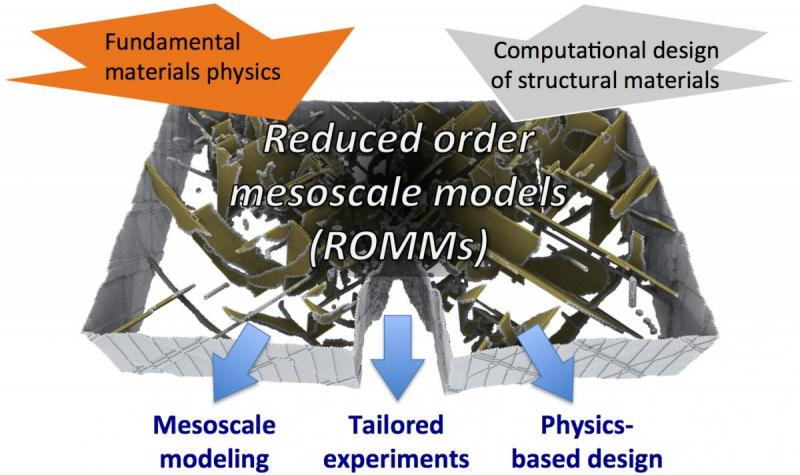 Fundamental
materials physics
Computational design
of structural materials
Reduced order
mesoscale models
(ROMMs)
Mesoscale
modeling
Tailored
experiments
Physics-
based design